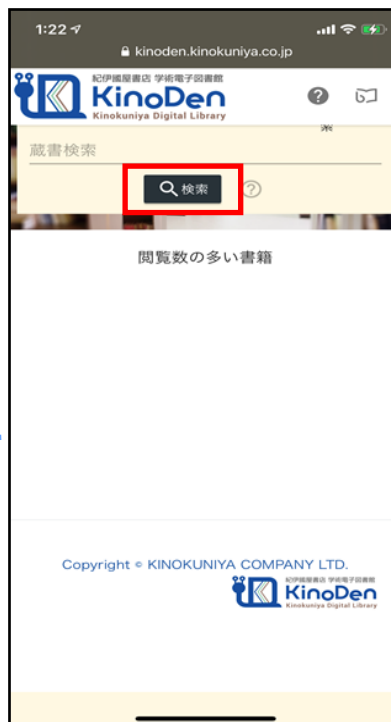 1:22
kinoden.kinokuniya.co.jp
紀伊國屋書店 学術電子図書館
KinoDen
Kinokuniya Digital Library
蔵書検索
検索
閲覧数の多い書籍
Copyright © KINOKUNIYA COMPANY LTD.
紀伊國屋書店 学術電子図書館
KinoDen
Kinokuniya Digital Library